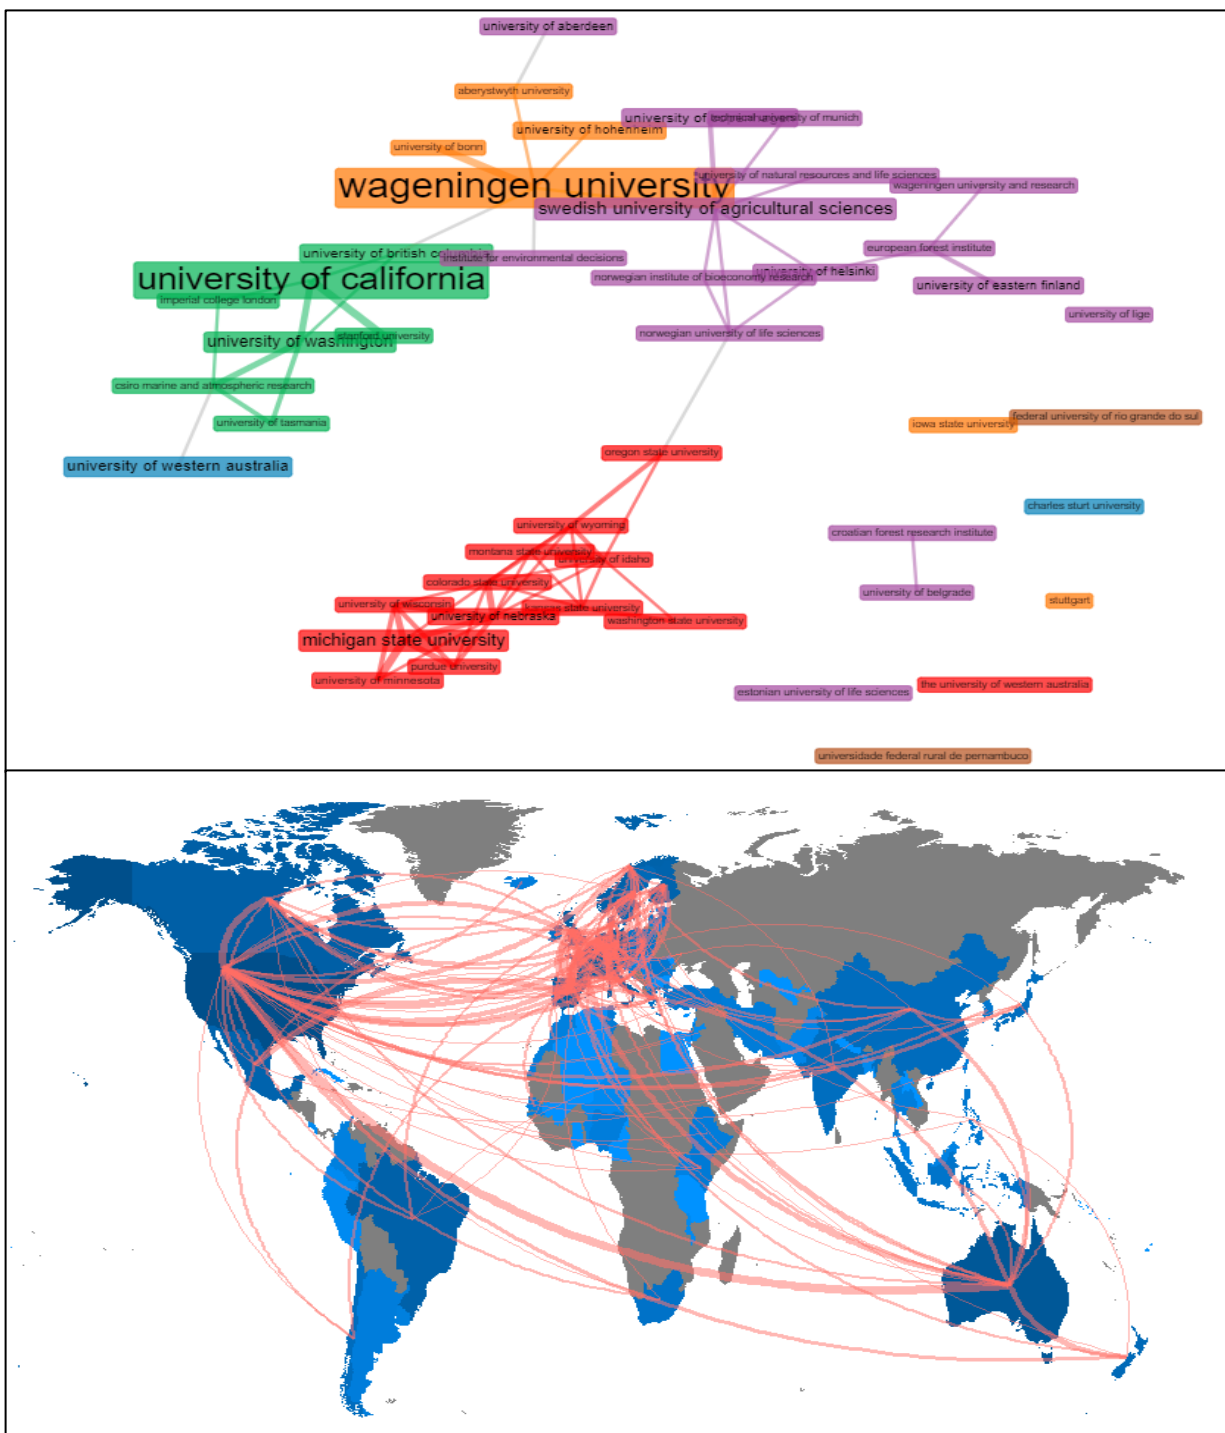 university of aberdeen
aberystwyth university
university of
technical university of munich
university of hohenheim
university of bonn
university of natural resources and life sciences
wageningen university
wageningen university and research
swedish university of agricultural sciences
university of british columbia
institute for environmental decisions
european forest institute
university of california
norwegian institute of bioeconomy research
university of helsinki
university of eastern finland
imperial college london
university of lige
university of washington
stanford university
norwegian university of life sciences
csiro marine and atmospheric research
university of tasmania
federal university of rio grande do sul
iowa state university
oregon state university
university of western australia
charles sturt university
university of wyoming
croatian forest research institute
montana state university
university of idaho
colorado state university
university of belgrade
stuttgart
university of wisconsin
kansas state university
university of nebraska
washington state university
michigan state university
purdue university
university of minnesota
the university of western australia
estonian university of life sciences
universidade federal rural de pernambuco